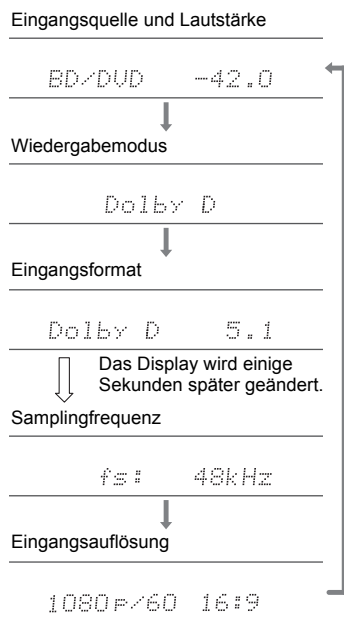 Eingangsquelle und Lautstärke
BD/DVD -42.0
Wiedergabemodus
Dolby D
Eingangsformat
Dolby D 5.1
Das Display wird einige
Sekunden später geändert.
Samplingfrequenz
fs: 48kHz
Eingangsauflösung
1080p/60 16:9